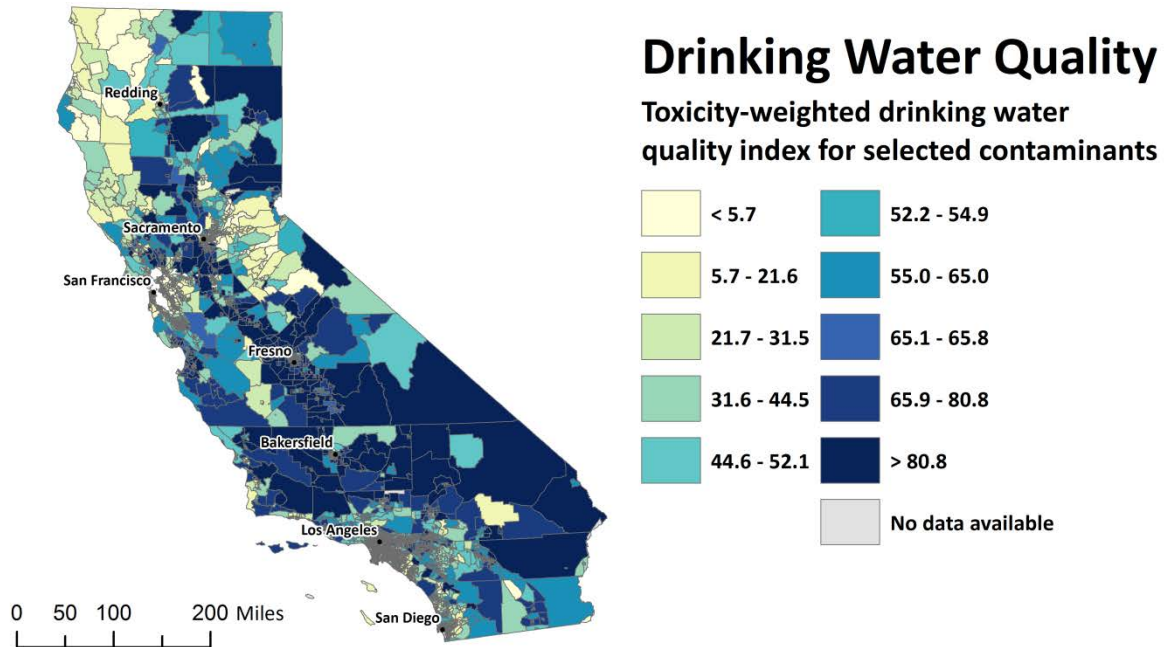 Drinking Water Quality
Toxicity-weighted drinking water
quality index for selected contaminants
< 5.7
5.7 - 21.6
21.7 - 31.5
31.6 - 44.5
44.6 - 52.1
52.2 - 54.9
55.0 - 65.0
65.1 - 65.8
65.9 - 80.8
> 80.8
No data available
Redding
Sacramento
San Francisco
Fresno
Bakersfield
Los Angeles
San Diego
0 50 100 200 Miles